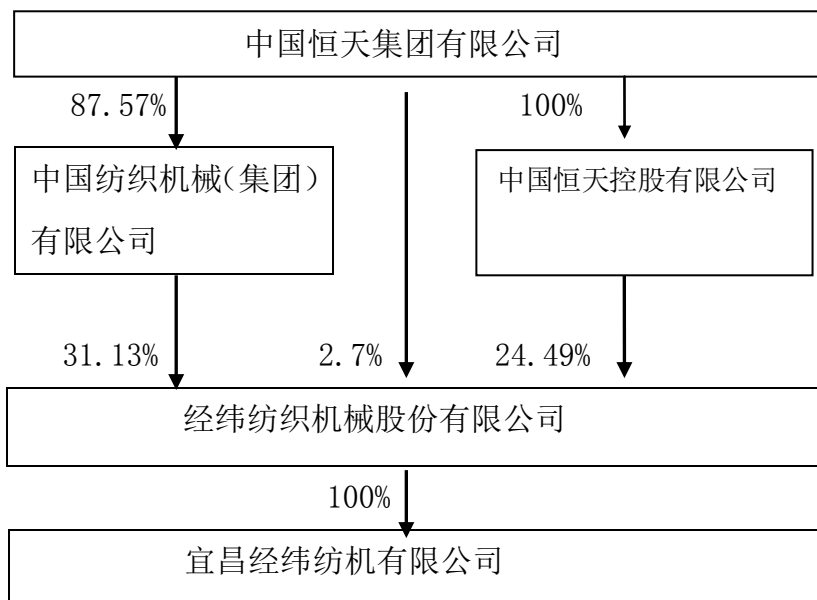 中国恒天集团有限公司
87.57%
100%
中国纺织机械(集团)
有限公司
中国恒天控股有限公司
31.13%
2.7%
24.49%
经纬纺织机械股份有限公司
100%
宜昌经纬纺机有限公司